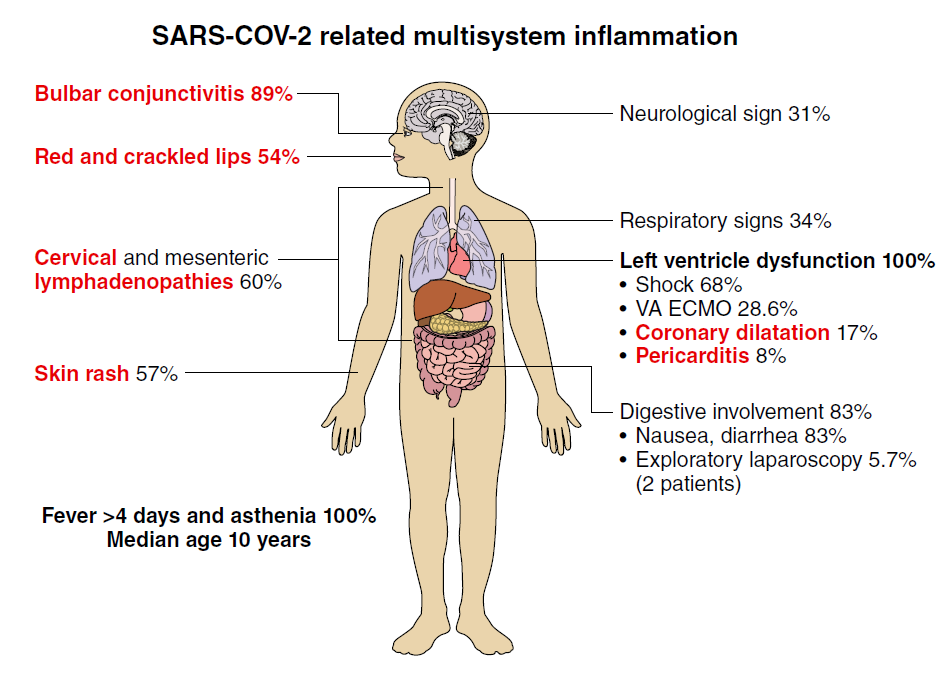 SARS-COV-2 related multisystem inflammation
Bulbar conjunctivitis 89%
Red and crackled lips 54%
Cervical and mesenteric
lymphadenopathies 60%
Skin rash 57%
Fever >4 days and asthenia 100%
Median age 10 years
Neurological sign 31%
Respiratory signs 34%
Left ventricle dysfunction 100%
• Shock 68%
• VA ECMO 28.6%
• Coronary dilatation 17%
• Pericarditis 8%
Digestive involvement 83%
• Nausea, diarrhea 83%
• Exploratory laparoscopy 5.7%
(2 patients)